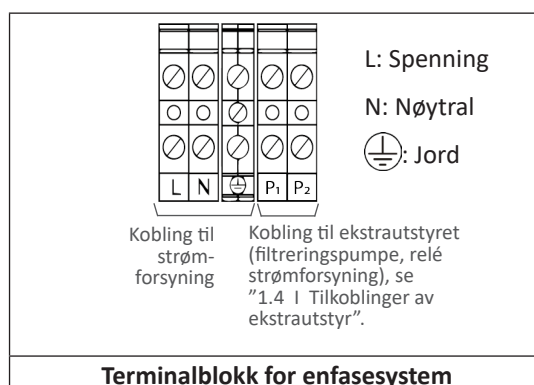 L: Spenning
N: Nøytral
: Jord
L N P₁ P₂
Kobling til
strøm-
forsyning
Kobling til ekstrautstyret
(filtreringspumpe, relé
strømforsyning), se
"1.4 I Tilkoblinger av
ekstrautstyr".
Terminalblokk for enfasesystem